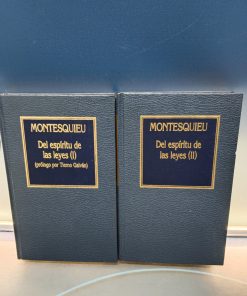 MONTESQUIEU
Del espíritu de
las leyes (I)
(prólogo por Tierno Galván)
MONTESQUIEU
Del espíritu de
las leyes (II)